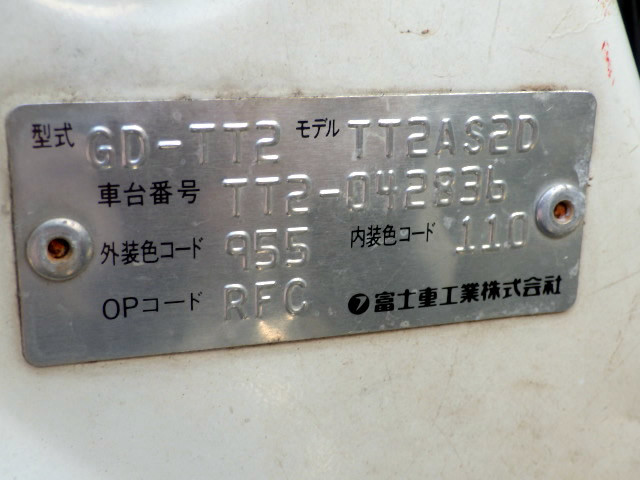 型式 GD-TT2 モデル TT2AS2D
車台番号 TT2-042836
外装色コード 955 内装色コード 110
OPコード RFC 富士重工業株式会社